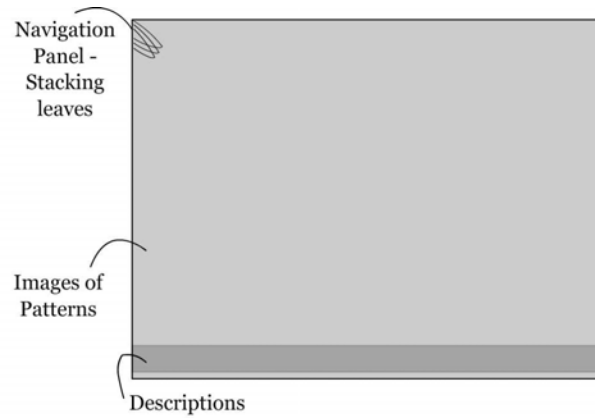 Navigation
Panel -
Stacking
leaves
Images of
Patterns
Descriptions